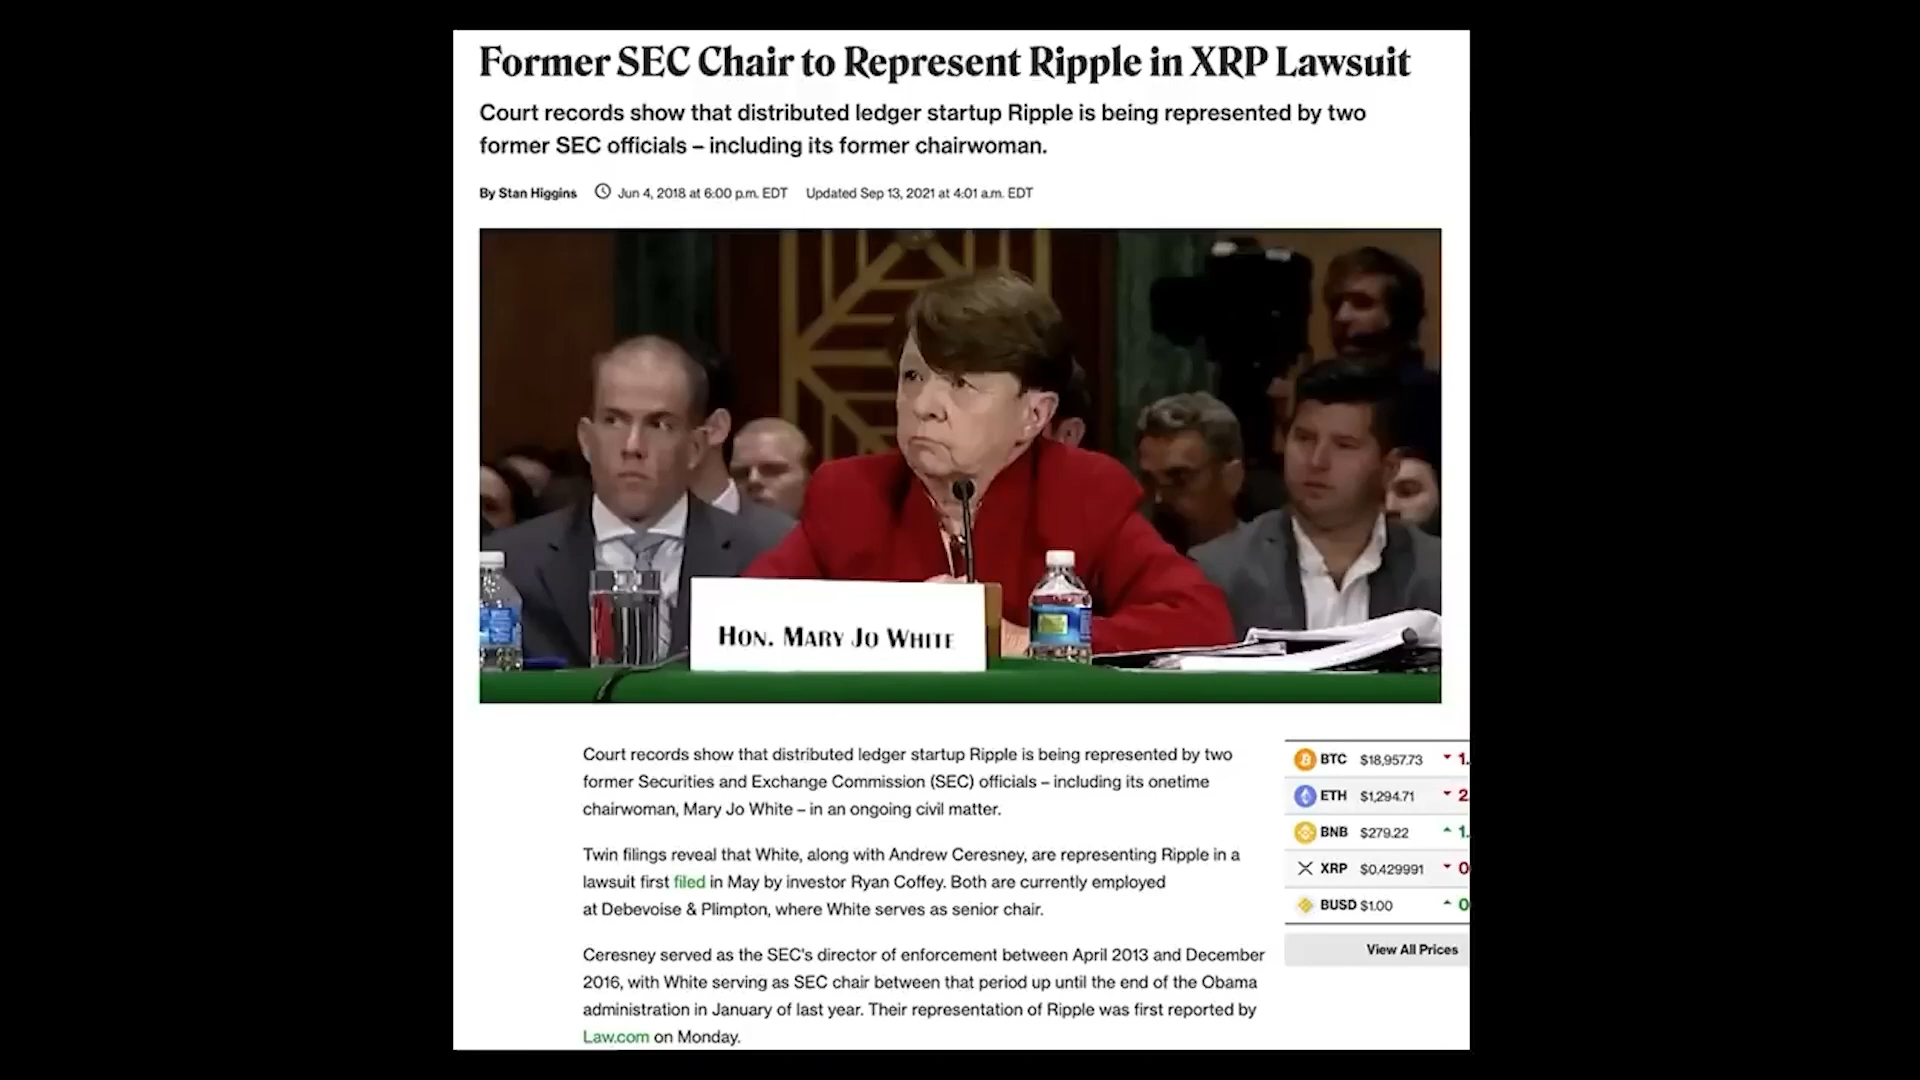 Former SEC Chair to Represent Ripple in XRP Lawsuit
Court records show that distributed ledger startup Ripple is being represented by two
former SEC officials – including its former chairwoman.
By Stan Higgins Jun 4, 2018 at 6:00 p.m. EDT Updated Sep 13, 2021 at 4:01 a.m. EDT
HON. MARY JO WHITE
Court records show that distributed ledger startup Ripple is being represented by two
former Securities and Exchange Commission (SEC) officials – including its onetime
chairwoman, Mary Jo White – in an ongoing civil matter.
Twin filings reveal that White, along with Andrew Ceresney, are representing Ripple in a
lawsuit first filed in May by investor Ryan Coffey. Both are currently employed
at Debevoise & Plimpton, where White serves as senior chair.
Ceresney served as the SEC's director of enforcement between April 2013 and December
2016, with White serving as SEC chair between that period up until the end of the Obama
administration in January of last year. Their representation of Ripple was first reported by
Law.com on Monday.
BTC $18,957.73 1.
ETH $1,294.71 2
BNB $279.22 1.
XRP $0.429991 0
BUSD $1.00 0
View All Prices